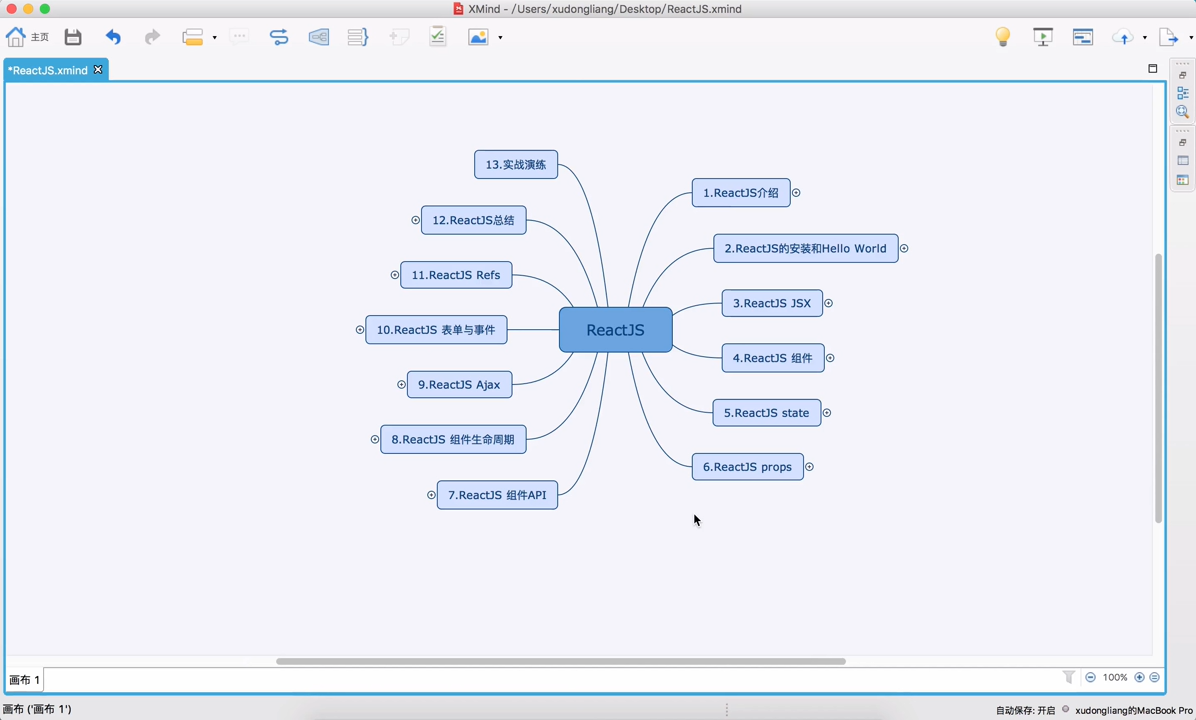 XMind - /Users/xudongliang/Desktop/ReactJS.xmind
主页
*ReactJS.xmind
13.实战演练
1.ReactJS介绍
12.ReactJS总结
2.ReactJS的安装和Hello World
11.ReactJS Refs
3.ReactJS JSX
ReactJS
10.ReactJS 表单与事件
4.ReactJS 组件
9.ReactJS Ajax
5.ReactJS state
8.ReactJS 组件生命周期
6.ReactJS props
7.ReactJS 组件API
画布 1
100%
画布 ('画布 1')
自动保存: 开启
xudongliang的MacBook Pro